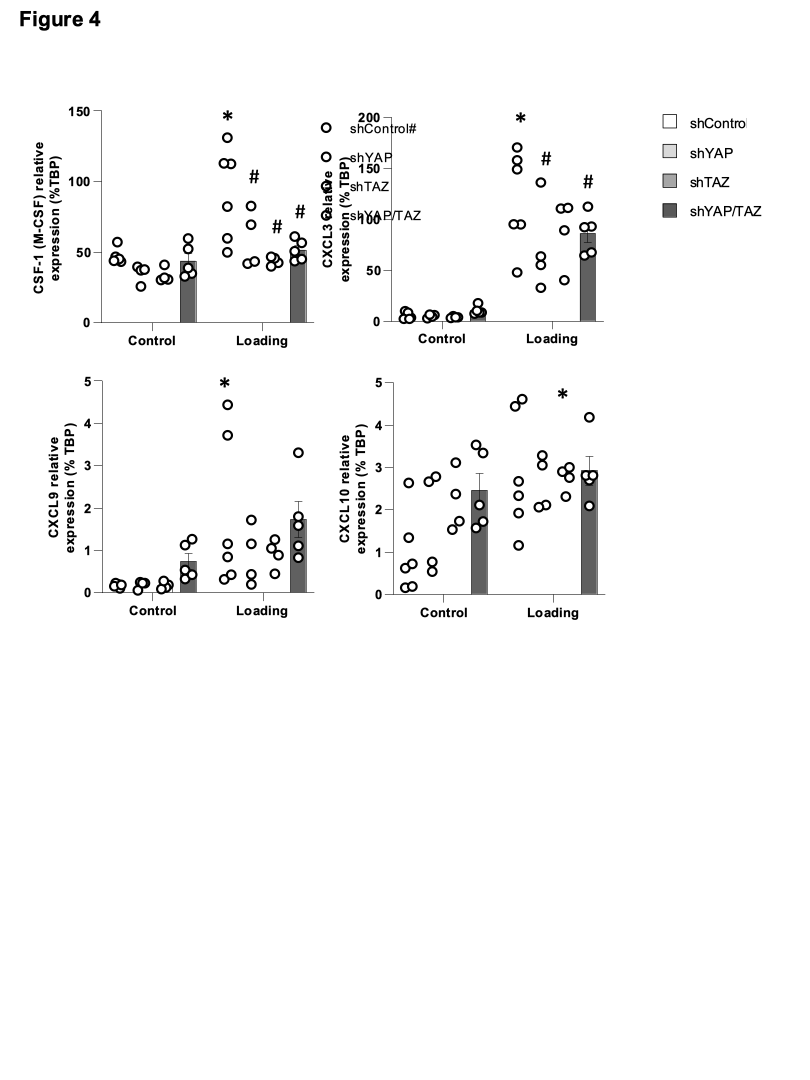 Figure 4
CSF-1 (M-CSF) relative
expression (%TBP)
150
100
50
0
*
#
#
#
Control
Loading
shControl#
shYAP
shTAZ
shYAP/TAZ
CXCL3 relative
expression (% TBP)
200
150
100
50
0
*
#
#
Control
Loading
shControl
shYAP
shTAZ
shYAP/TAZ
CXCL9 relative
expression (% TBP)
5
4
3
2
1
0
*
Control
Loading
CXCL10 relative
expression (% TBP)
5
4
3
2
1
0
*
Control
Loading